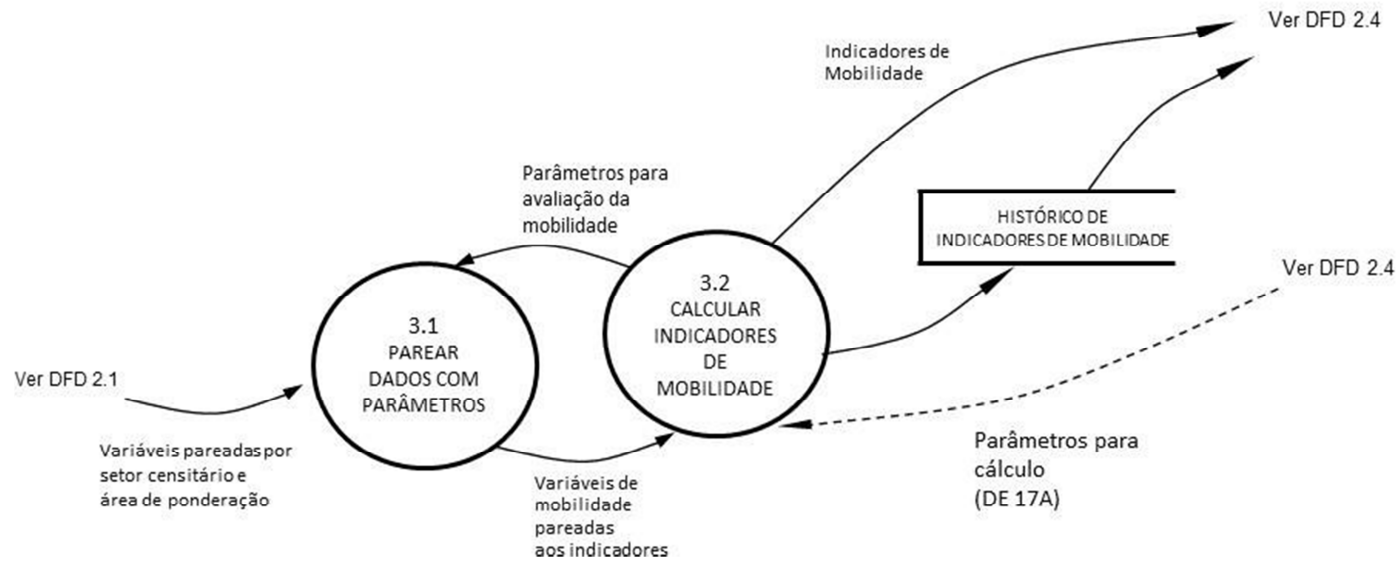 Ver DFD 2.4
Indicadores de
Mobilidade
Parâmetros para
avaliação da
mobilidade
HISTÓRICO DE
INDICADORES DE MOBILIDADE
Ver DFD 2.4
3.2
CALCULAR
INDICADORES
DE
MOBILIDADE
3.1
PAREAR
DADOS COM
PARÂMETROS
Ver DFD 2.1
Variáveis pareadas por
setor censitário e
área de ponderação
Variáveis de
mobilidade
pareadas
aos indicadores
Parâmetros para
cálculo
(DE 17A)